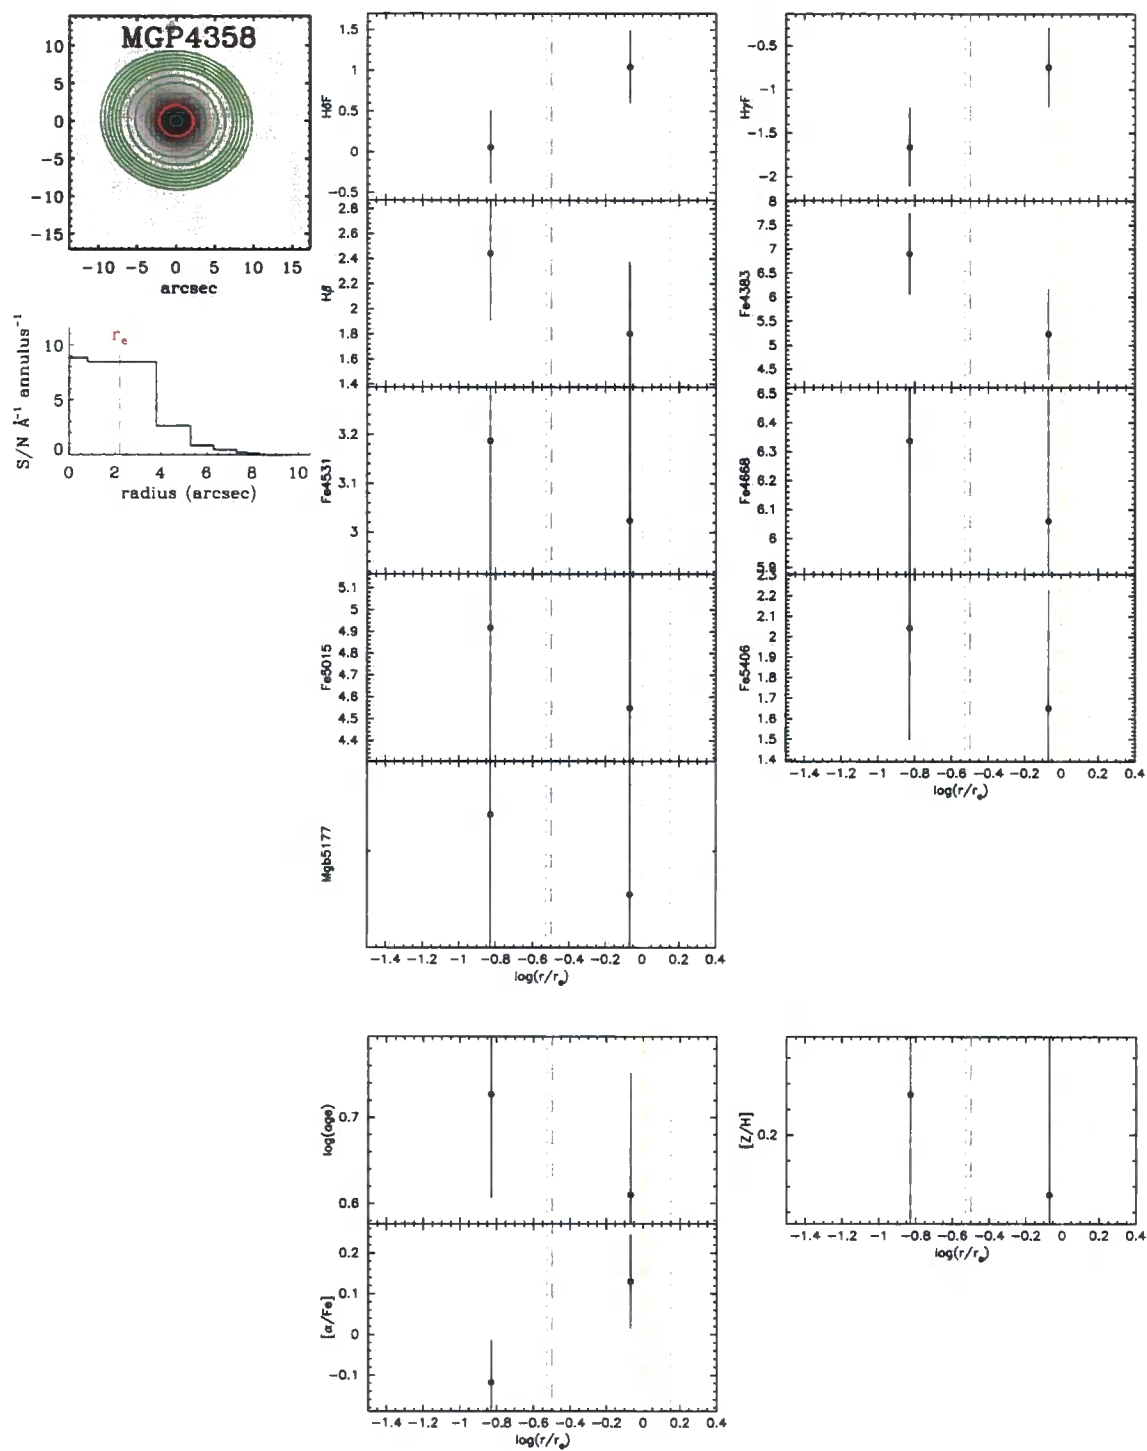 MGP4358
10
5
0
−5
−10
−15
−10 −5 0 5 10 15
arcsec
S/N Å⁻¹ annulus⁻¹
rₑ
10
5
0
0 2 4 6 8 10
radius (arcsec)
HδF
1.5
1
0.5
0
−0.5
Hβ
2.8
2.6
2.4
2.2
2
1.8
1.6
1.4
Fe4531
3.2
3.1
3
Fe5015
5.1
5
4.9
4.8
4.7
4.6
4.5
4.4
Mgb5177
−1.4 −1.2 −1 −0.8 −0.6 −0.4 −0.2 0 0.2 0.4
log(r/rₑ)
HγF
−0.5
−1
−1.5
−2
Fe4383
8
7.5
7
6.5
6
5.5
5
4.5
Fe4668
6.5
6.4
6.3
6.2
6.1
6
5.9
Fe5406
2.3
2.2
2.1
2
1.9
1.8
1.7
1.6
1.5
1.4
−1.4 −1.2 −1 −0.8 −0.6 −0.4 −0.2 0 0.2 0.4
log(r/rₑ)
log(age)
0.7
0.6
[α/Fe]
0.2
0.1
0
−0.1
−1.4 −1.2 −1 −0.8 −0.6 −0.4 −0.2 0 0.2 0.4
log(r/rₑ)
[Z/H]
0.2
−1.4 −1.2 −1 −0.8 −0.6 −0.4 −0.2 0 0.2 0.4
log(r/rₑ)